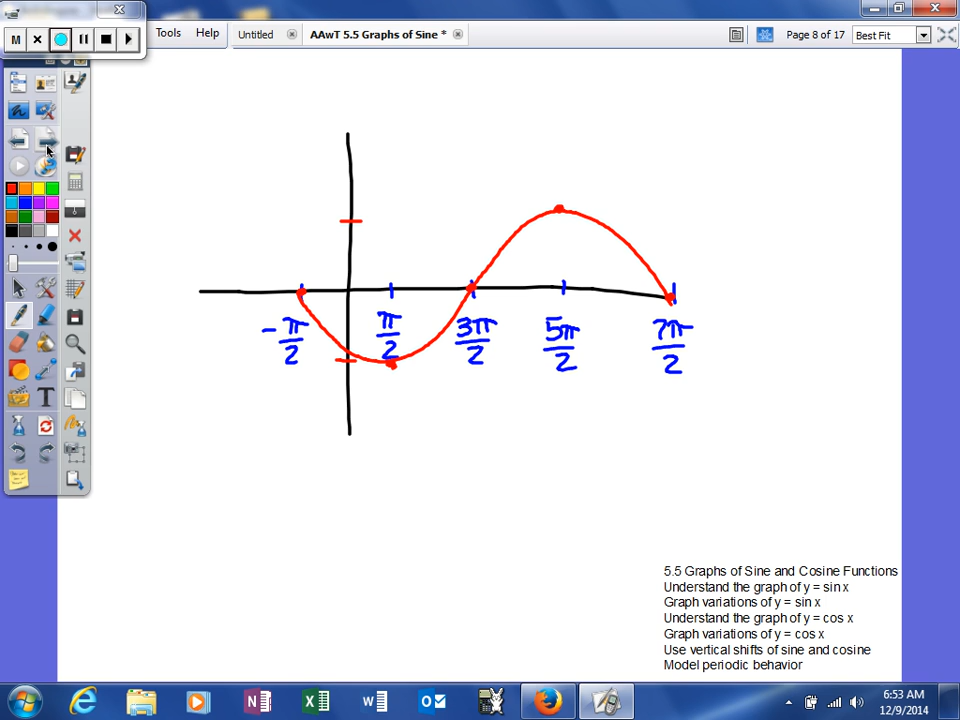 M
Tools Help Untitled AAwT 5.5 Graphs of Sine * Page 8 of 17 Best Fit
-π/2 π/2 3π/2 5π/2 7π/2
T
5.5 Graphs of Sine and Cosine Functions
Understand the graph of y = sin x
Graph variations of y = sin x
Understand the graph of y = cos x
Graph variations of y = cos x
Use vertical shifts of sine and cosine
Model periodic behavior
6:53 AM
12/9/2014